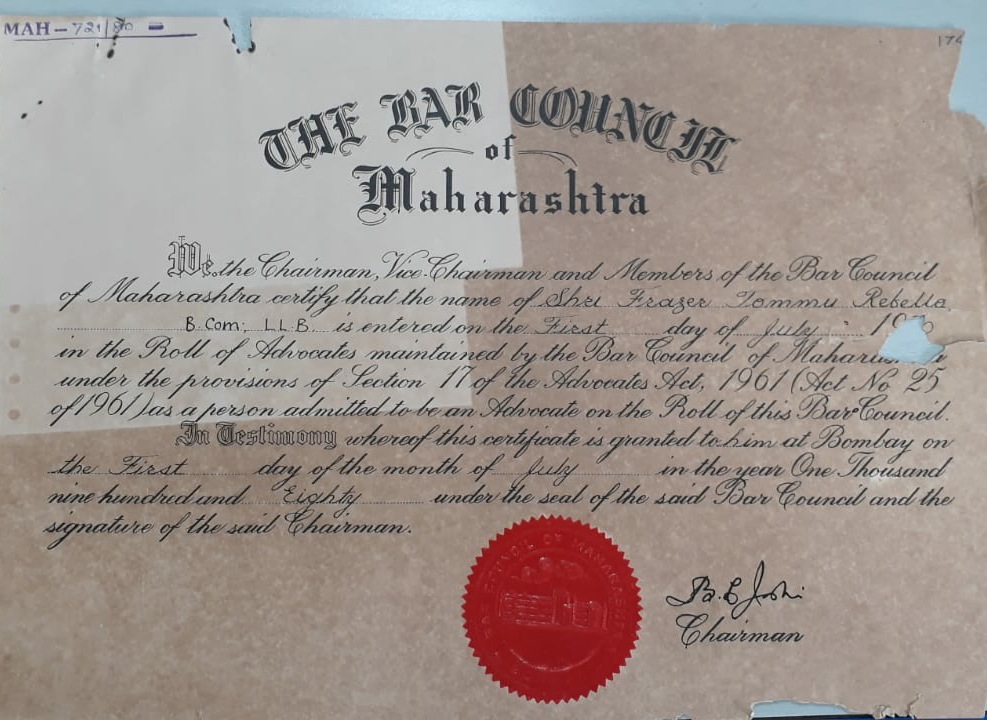 MAH - 721/80 =
174
THE BAR COUNCIL
of
Maharashtra
We, the Chairman, Vice-Chairman and Members, of the Bar Council
of Maharashtra certify that the name of Shri Frazer Tommu Rebello
B.Com; LL.B. is entered on the First day of July
in the Roll of Advocates maintained by the Bar Council of
under the provisions of Section 17 of the Advocates Act, 1961 (Act No 25
of 1961) as a person admitted to be an Advocate on the Roll of this Bar Council.
In Testimony whereof this certificate is granted to him at Bombay on
the First day of the month of July in the year One Thousand
nine hundred and Eighty under the seal of the said Bar Council and the
signature of the said Chairman.
BAR COUNCIL OF MAHARASHTRA
B. B. Joshi
Chairman